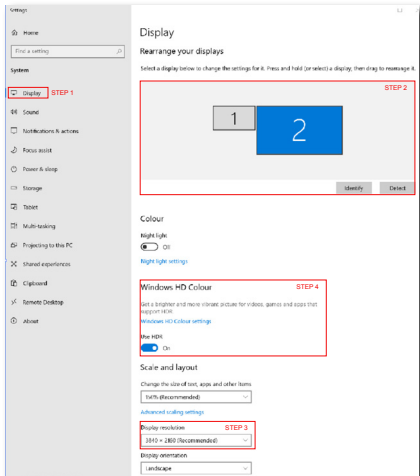 Settings
Home
Find a setting
System
Display
STEP 1
Sound
Notifications & actions
Focus assist
Power & sleep
Storage
Tablet
Multi-tasking
Projecting to this PC
Shared experiences
Clipboard
Remote Desktop
About
Display
Rearrange your displays
Select a display below to change the settings for it. Press and hold (or select) a display, then drag to rearrange it.
STEP 2
1
2
Identify
Detect
Colour
Night light
Off
Night light settings
Windows HD Colour
STEP 4
Get a brighter and more vibrant picture for videos, games and apps that
support HDR.
Windows HD Colour settings
Use HDR
On
Scale and layout
Change the size of text, apps and other items
150% (Recommended)
Advanced scaling settings
Display resolution
STEP 3
3840 × 2160 (Recommended)
Display orientation
Landscape